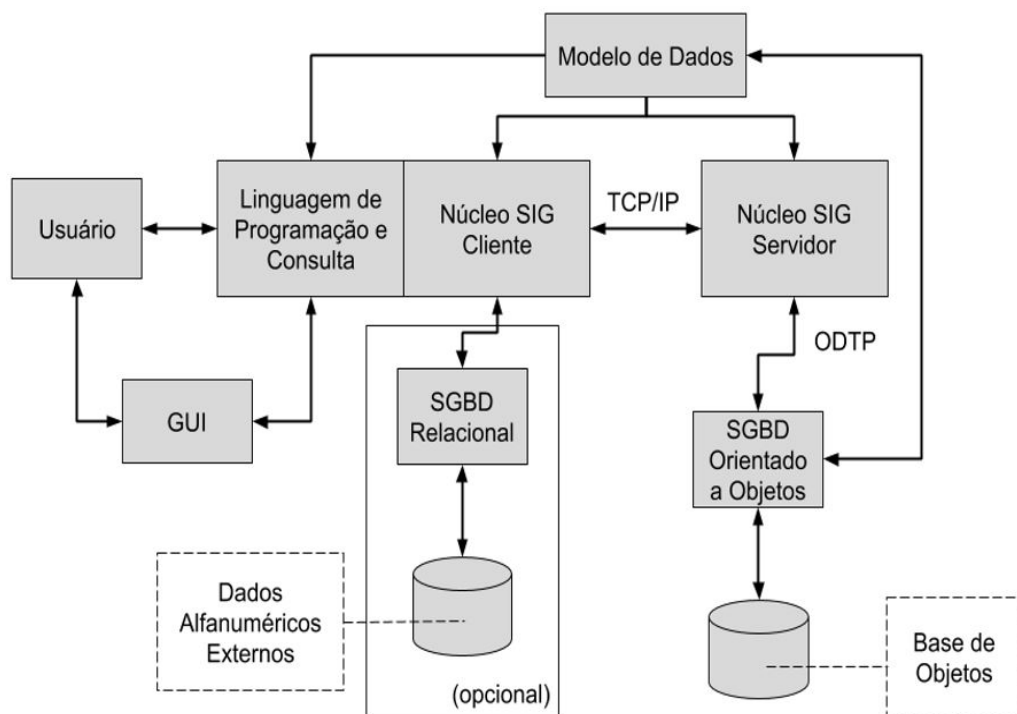 Modelo de Dados
Usuário
Linguagem de
Programação e
Consulta
Núcleo SIG
Cliente
TCP/IP
Núcleo SIG
Servidor
ODTP
GUI
SGBD
Relacional
SGBD
Orientado
a Objetos
Dados
Alfanuméricos
Externos
(opcional)
Base de
Objetos